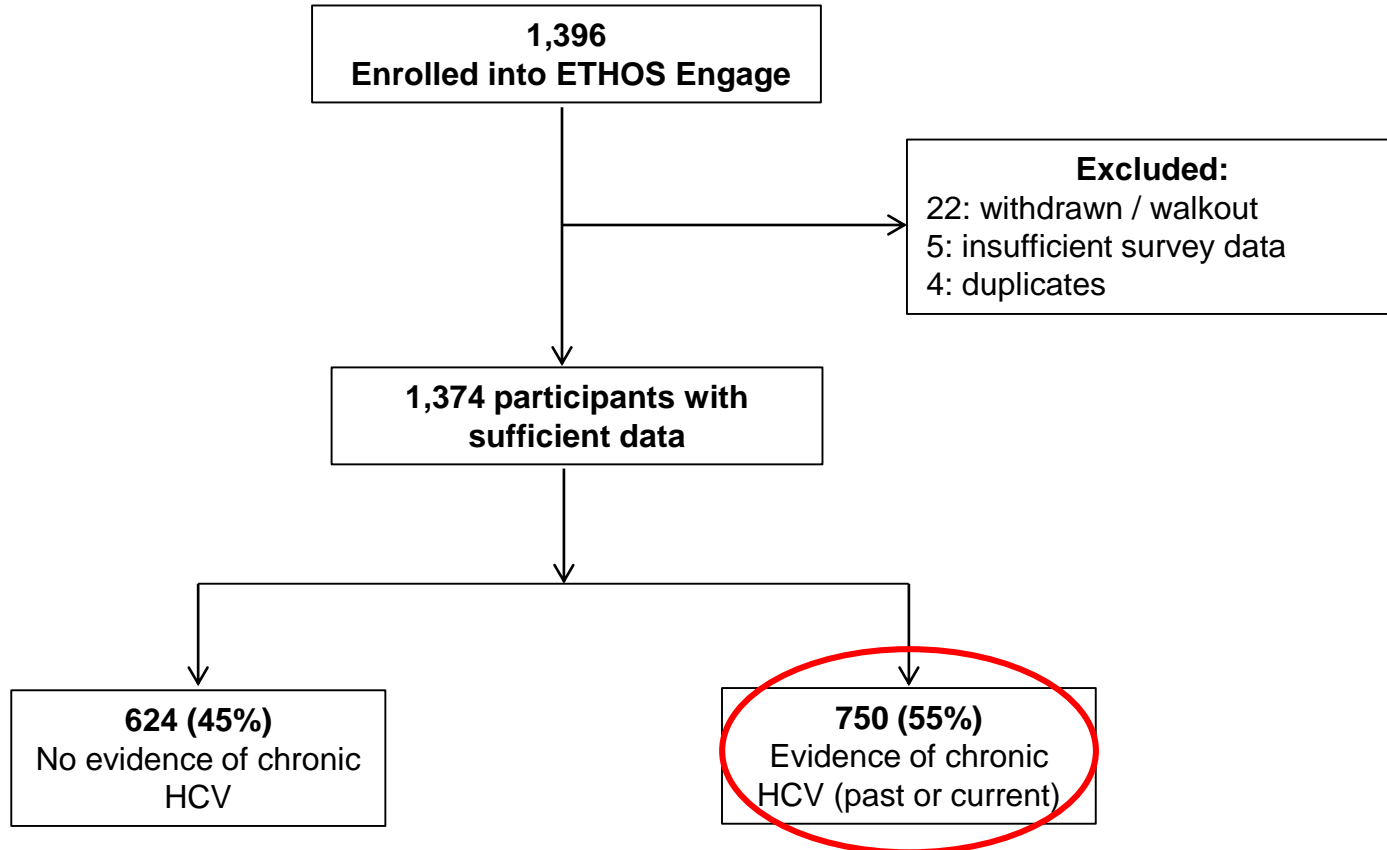 1,396
Enrolled into ETHOS Engage
Excluded:
22: withdrawn / walkout
5: insufficient survey data
4: duplicates
1,374 participants with
sufficient data
624 (45%)
No evidence of chronic
HCV
750 (55%)
Evidence of chronic
HCV (past or current)